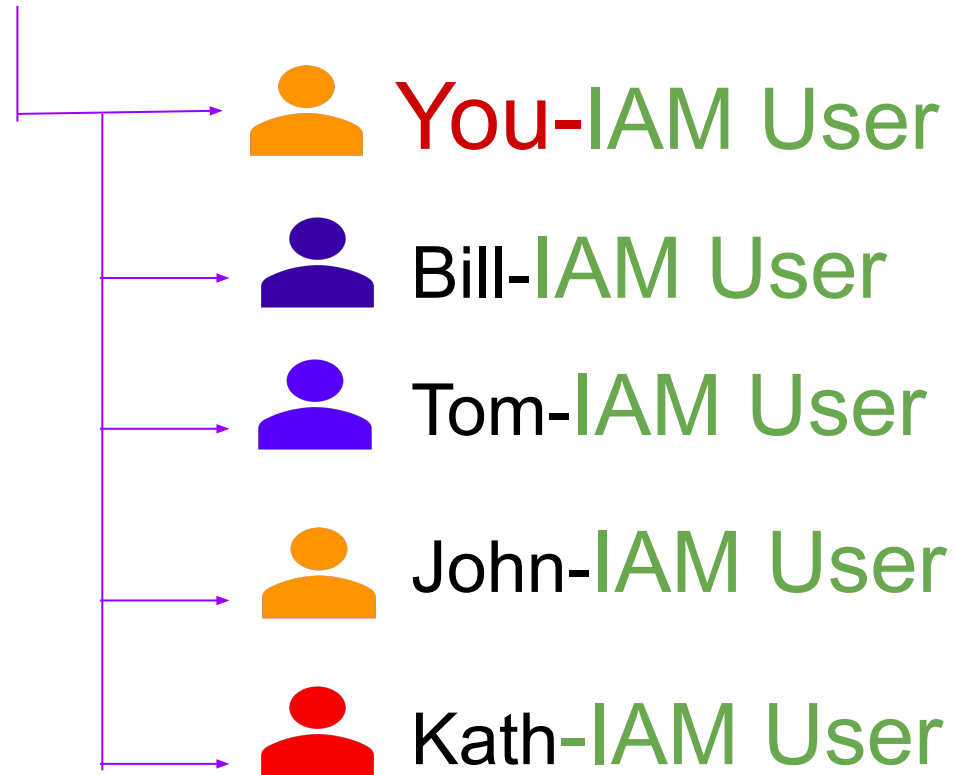 You-IAM User
Bill-IAM User
Tom-IAM User
John-IAM User
Kath-IAM User